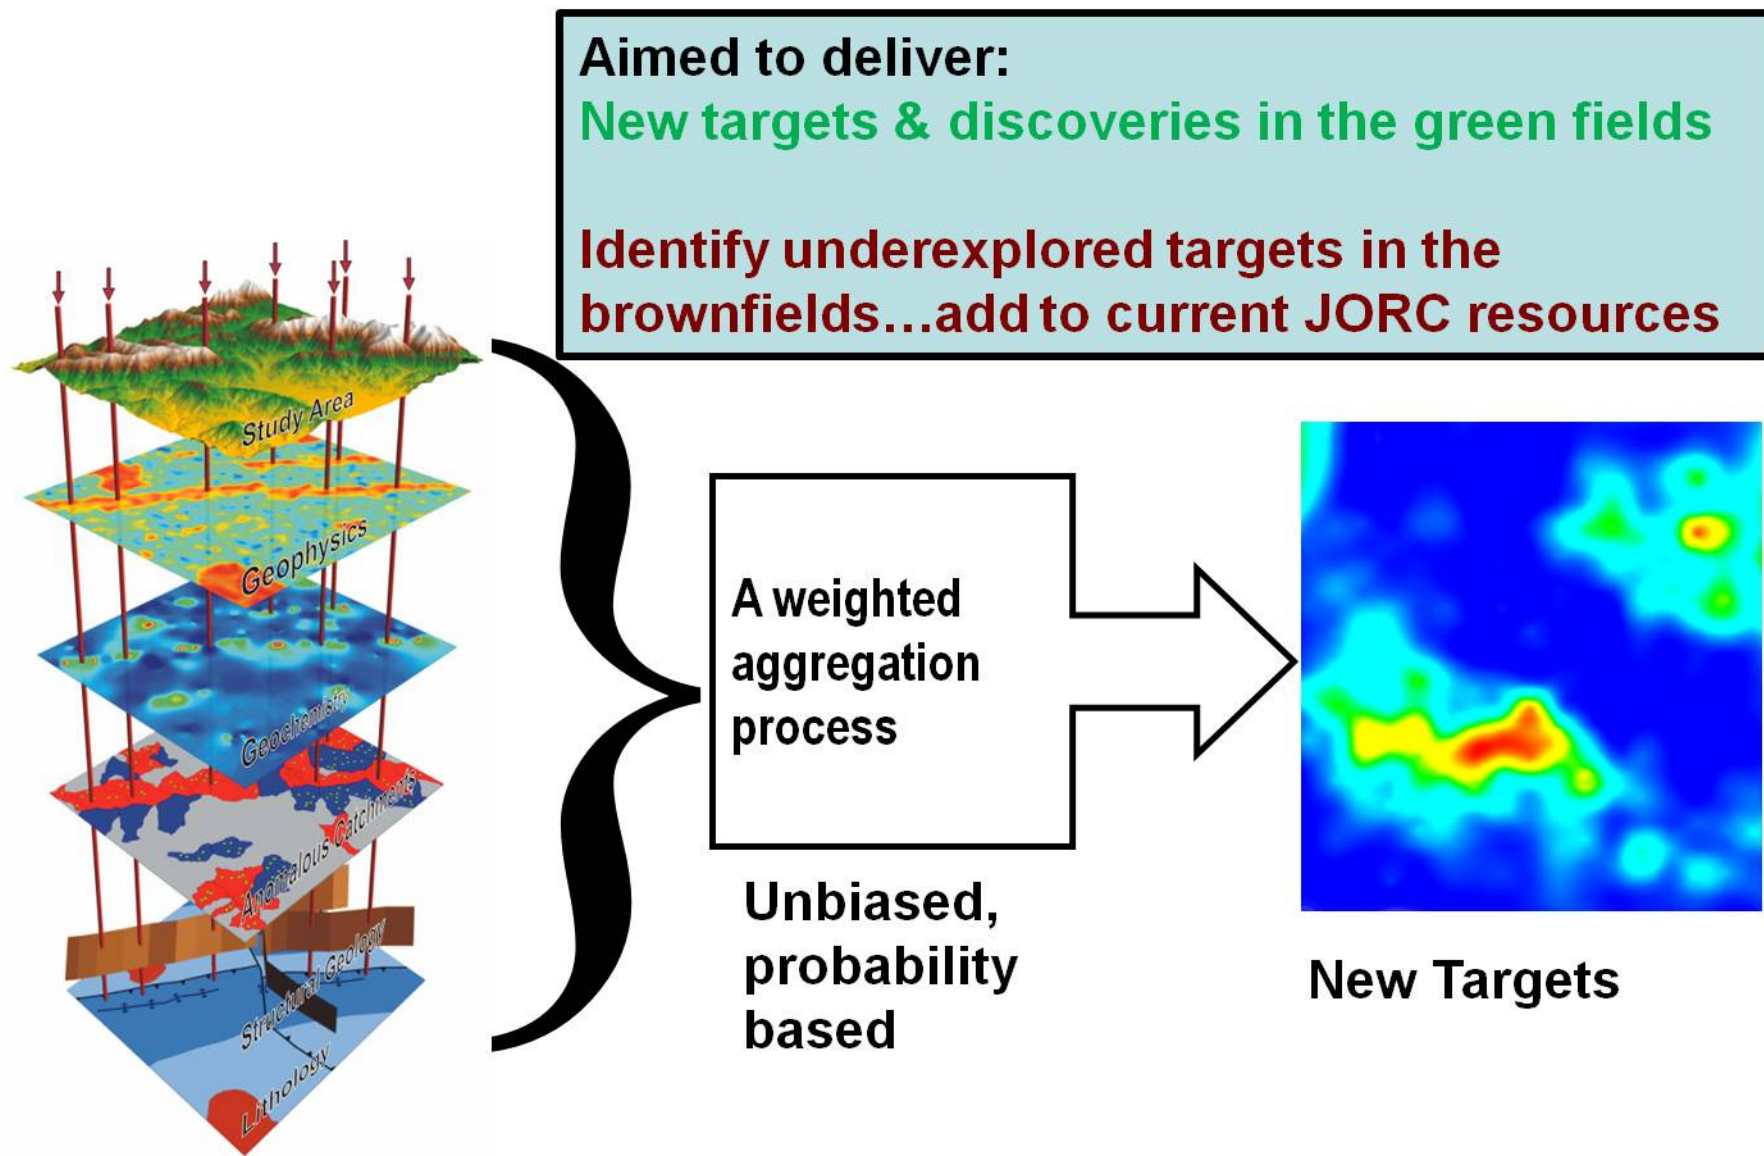 Aimed to deliver:
New targets & discoveries in the green fields
Identify underexplored targets in the
brownfields...add to current JORC resources
Study Area
Geophysics
Geochemistry
Anomalous Catchments
Structural Geology
Lithology
A weighted
aggregation
process
Unbiased,
probability
based
New Targets